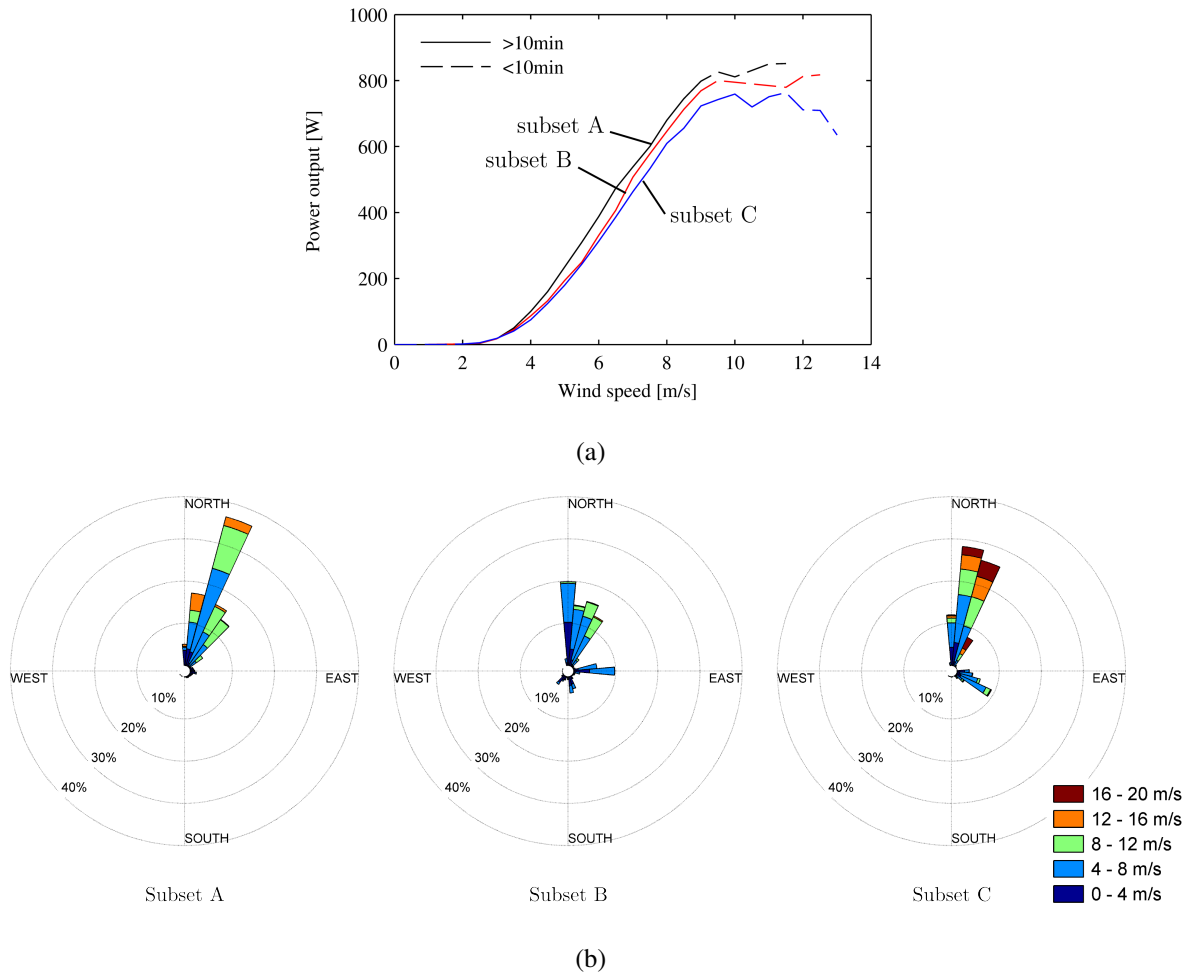 1000
800
600
400
200
0
Power output [W]
>10min
<10min
subset A
subset B
subset C
0 2 4 6 8 10 12 14
Wind speed [m/s]
(a)
NORTH
WEST
EAST
SOUTH
10%
20%
30%
40%
Subset A
NORTH
WEST
EAST
SOUTH
10%
20%
30%
40%
Subset B
NORTH
WEST
EAST
SOUTH
10%
20%
30%
40%
Subset C
16 - 20 m/s
12 - 16 m/s
8 - 12 m/s
4 - 8 m/s
0 - 4 m/s
(b)